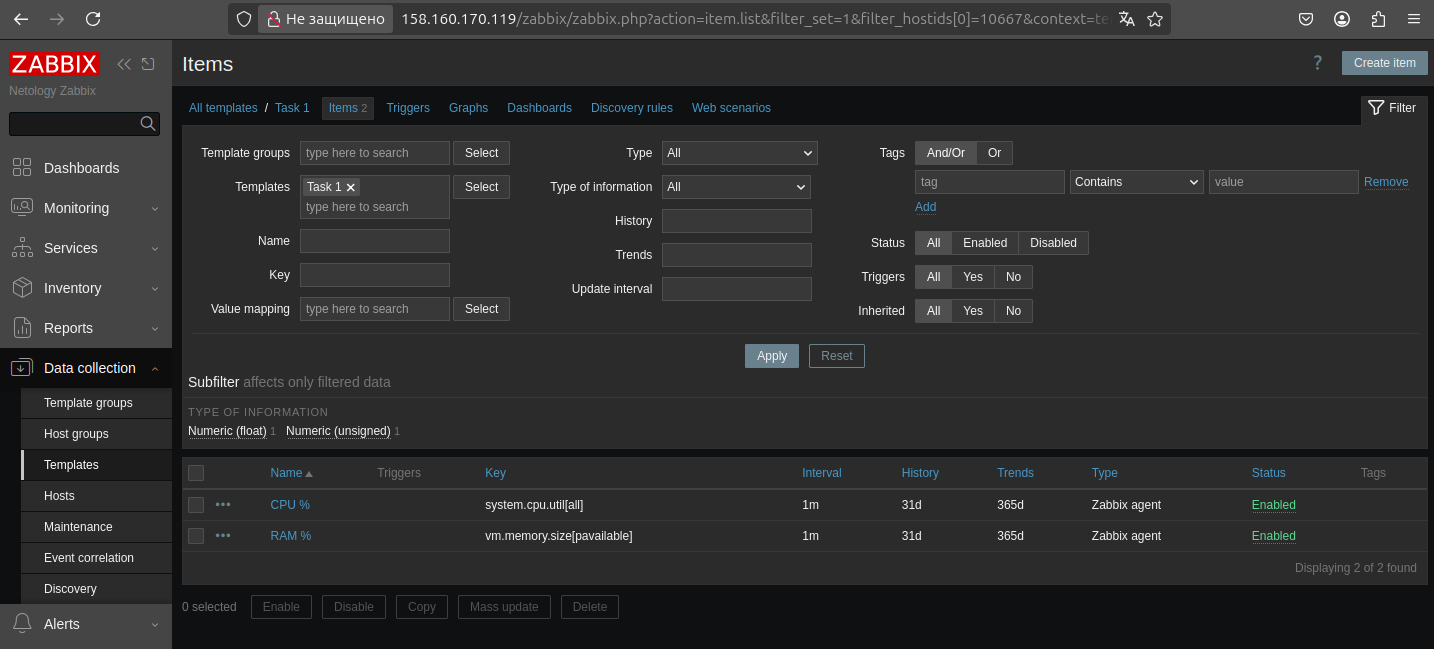 Не защищено 158.160.170.119/zabbix/zabbix.php?action=item.list&filter_set=1&filter_hostids[0]=10667&context=te
ZABBIX
Netology Zabbix
Dashboards
Monitoring
Services
Inventory
Reports
Data collection
Template groups
Host groups
Templates
Hosts
Maintenance
Event correlation
Discovery
Alerts
Items
? Create item
All templates / Task 1 Items 2 Triggers Graphs Dashboards Discovery rules Web scenarios
Filter
Template groups type here to search Select
Templates Task 1 Select
type here to search
Name
Key
Value mapping type here to search Select
Type All
Type of information All
History
Trends
Update interval
Tags And/Or Or
tag Contains value Remove
Add
Status All Enabled Disabled
Triggers All Yes No
Inherited All Yes No
Apply Reset
Subfilter affects only filtered data
TYPE OF INFORMATION
Numeric (float) 1 Numeric (unsigned) 1
Name Triggers Key Interval History Trends Type Status Tags
CPU % system.cpu.util[all] 1m 31d 365d Zabbix agent Enabled
RAM % vm.memory.size[pavailable] 1m 31d 365d Zabbix agent Enabled
Displaying 2 of 2 found
0 selected Enable Disable Copy Mass update Delete